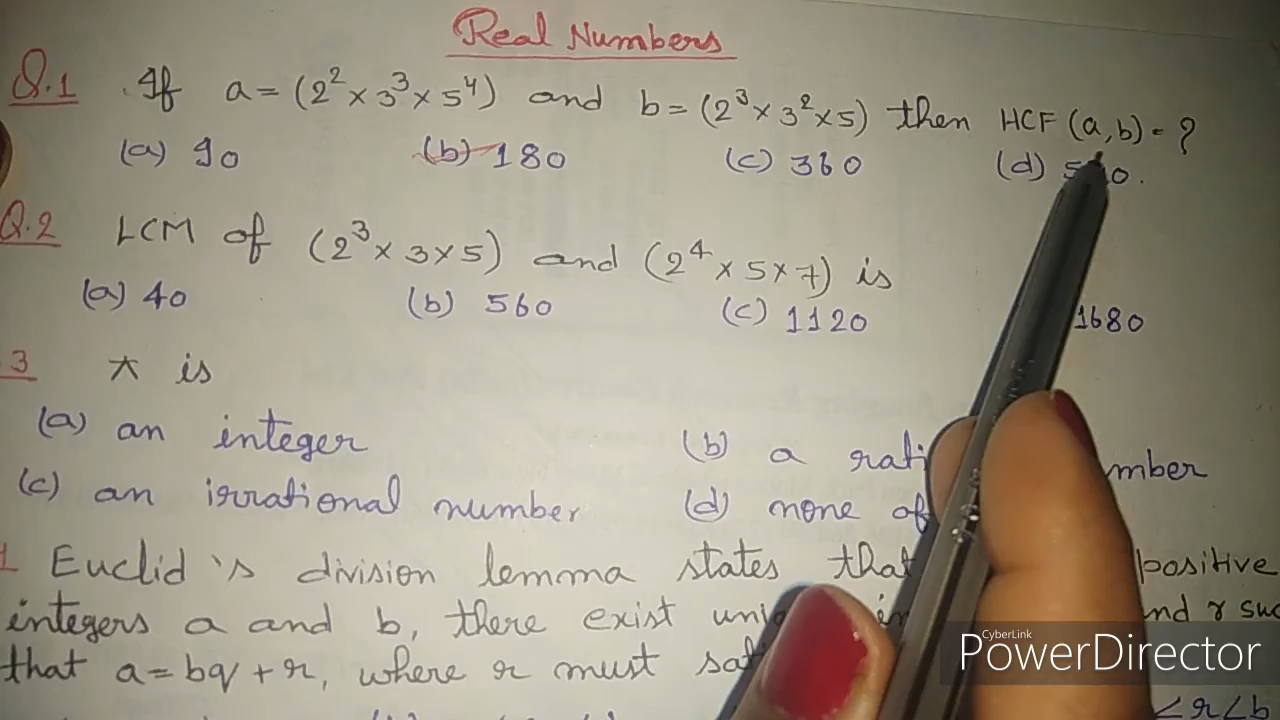 Real Numbers
Q.1 If a = (2² × 3³ × 5⁴) and b = (2³ × 3² × 5) then HCF (a, b) = ?
(a) 90 (b) 180 (c) 360 (d)
Q.2 LCM of (2³ × 3 × 5) and (2⁴ × 5 × 7) is
(a) 40 (b) 560 (c) 1120 1680
3 π is
(a) an integer (b) a rati mber
(c) an irrational number (d) none of
Euclid's division lemma states that positive
integers a and b, there exist uniq in nd r suc
that a = bq + r, where r must sat
< r < b
CyberLink
PowerDirector